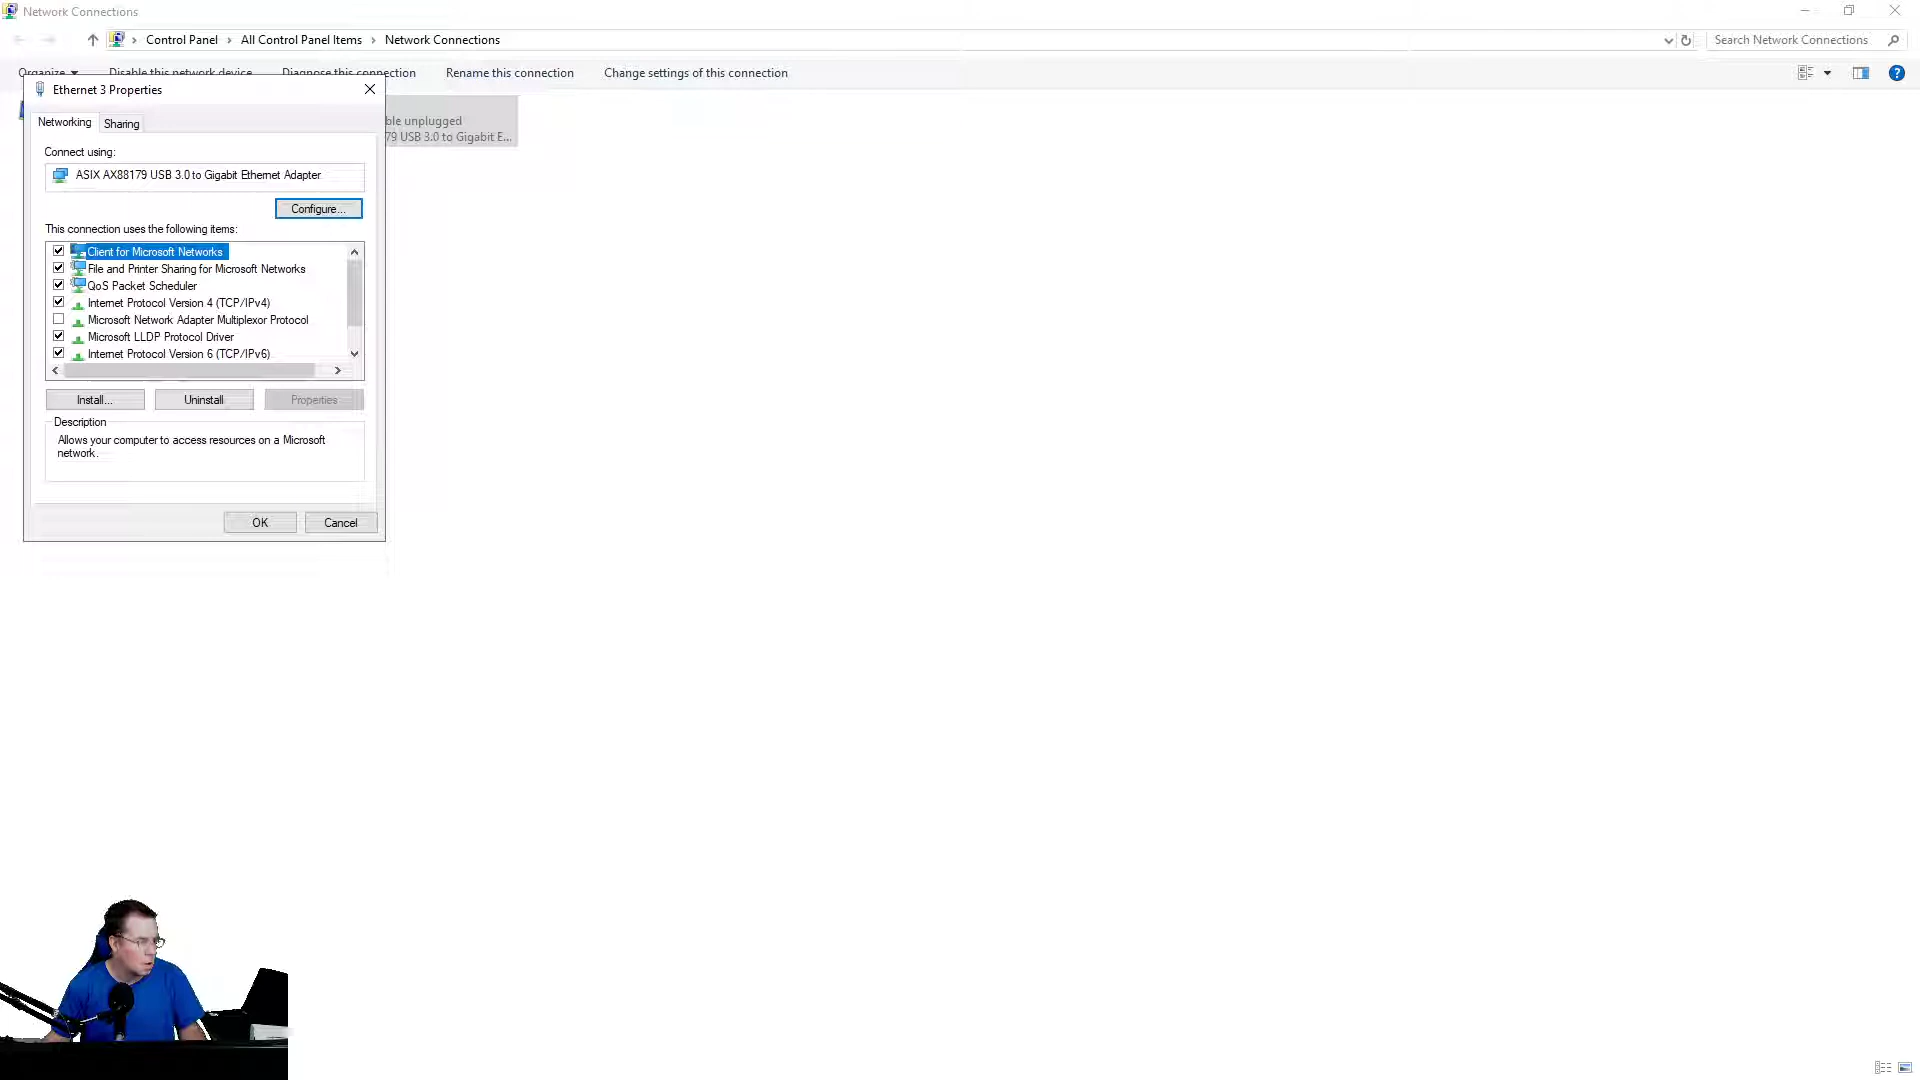 Network Connections
Control Panel > All Control Panel Items > Network Connections
Search Network Connections
Organize Disable this network device Diagnose this connection Rename this connection Change settings of this connection
Ethernet 3 Properties
ble unplugged
79 USB 3.0 to Gigabit E...
Networking Sharing
Connect using:
ASIX AX88179 USB 3.0 to Gigabit Ethernet Adapter
Configure...
This connection uses the following items:
Client for Microsoft Networks
File and Printer Sharing for Microsoft Networks
QoS Packet Scheduler
Internet Protocol Version 4 (TCP/IPv4)
Microsoft Network Adapter Multiplexor Protocol
Microsoft LLDP Protocol Driver
Internet Protocol Version 6 (TCP/IPv6)
Install... Uninstall Properties
Description
Allows your computer to access resources on a Microsoft
network.
OK Cancel